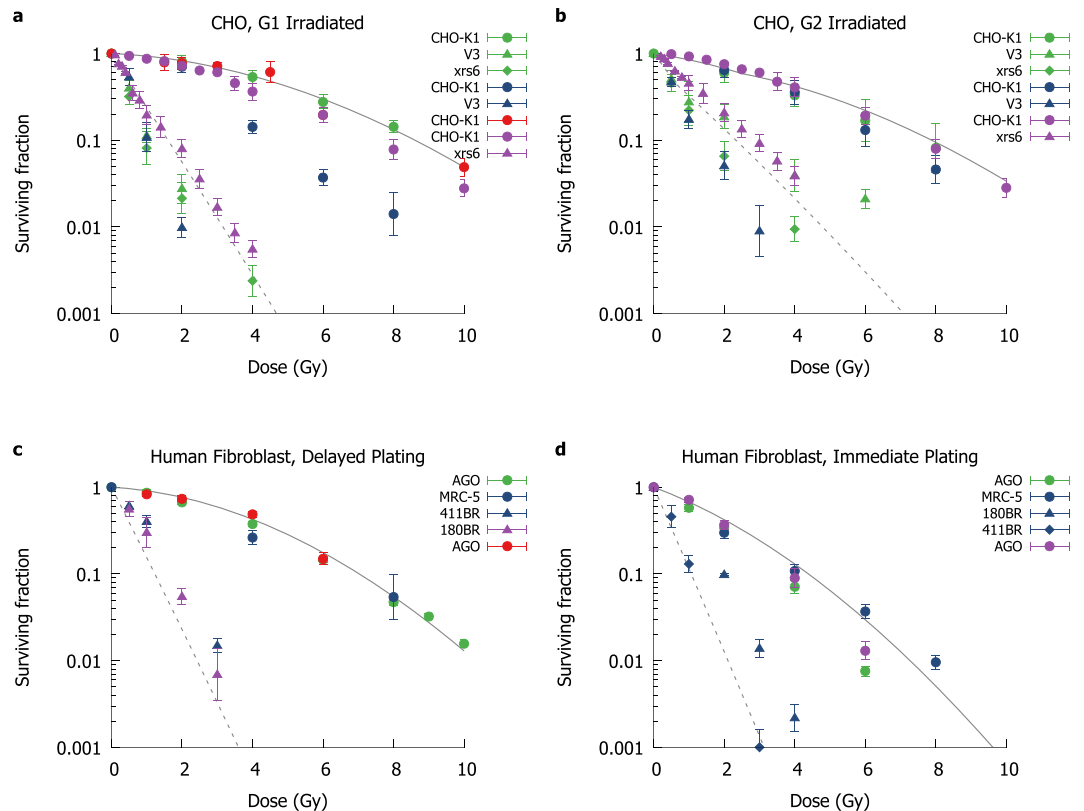 a
CHO, G1 Irradiated
CHO-K1
V3
xrs6
CHO-K1
V3
CHO-K1
CHO-K1
xrs6
1
0.1
0.01
0.001
Surviving fraction
0 2 4 6 8 10
Dose (Gy)
b
CHO, G2 Irradiated
CHO-K1
V3
xrs6
CHO-K1
V3
CHO-K1
xrs6
1
0.1
0.01
0.001
Surviving fraction
0 2 4 6 8 10
Dose (Gy)
c
Human Fibroblast, Delayed Plating
AGO
MRC-5
411BR
180BR
AGO
1
0.1
0.01
0.001
Surviving fraction
0 2 4 6 8 10
Dose (Gy)
d
Human Fibroblast, Immediate Plating
AGO
MRC-5
180BR
411BR
AGO
1
0.1
0.01
0.001
Surviving fraction
0 2 4 6 8 10
Dose (Gy)